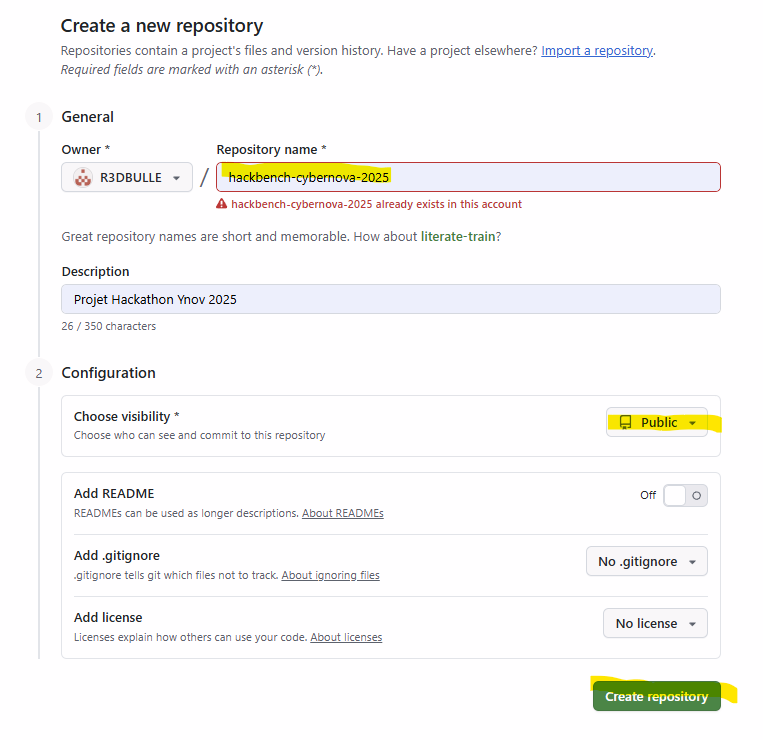 Create a new repository
Repositories contain a project's files and version history. Have a project elsewhere? Import a repository.
Required fields are marked with an asterisk (*).
1 General
Owner * Repository name *
R3DBULLE / hackbench-cybernova-2025
hackbench-cybernova-2025 already exists in this account
Great repository names are short and memorable. How about literate-train?
Description
Projet Hackathon Ynov 2025
26 / 350 characters
2 Configuration
Choose visibility *
Choose who can see and commit to this repository
Public
Add README
READMEs can be used as longer descriptions. About READMEs
Off
Add .gitignore
.gitignore tells git which files not to track. About ignoring files
No .gitignore
Add license
Licenses explain how others can use your code. About licenses
No license
Create repository